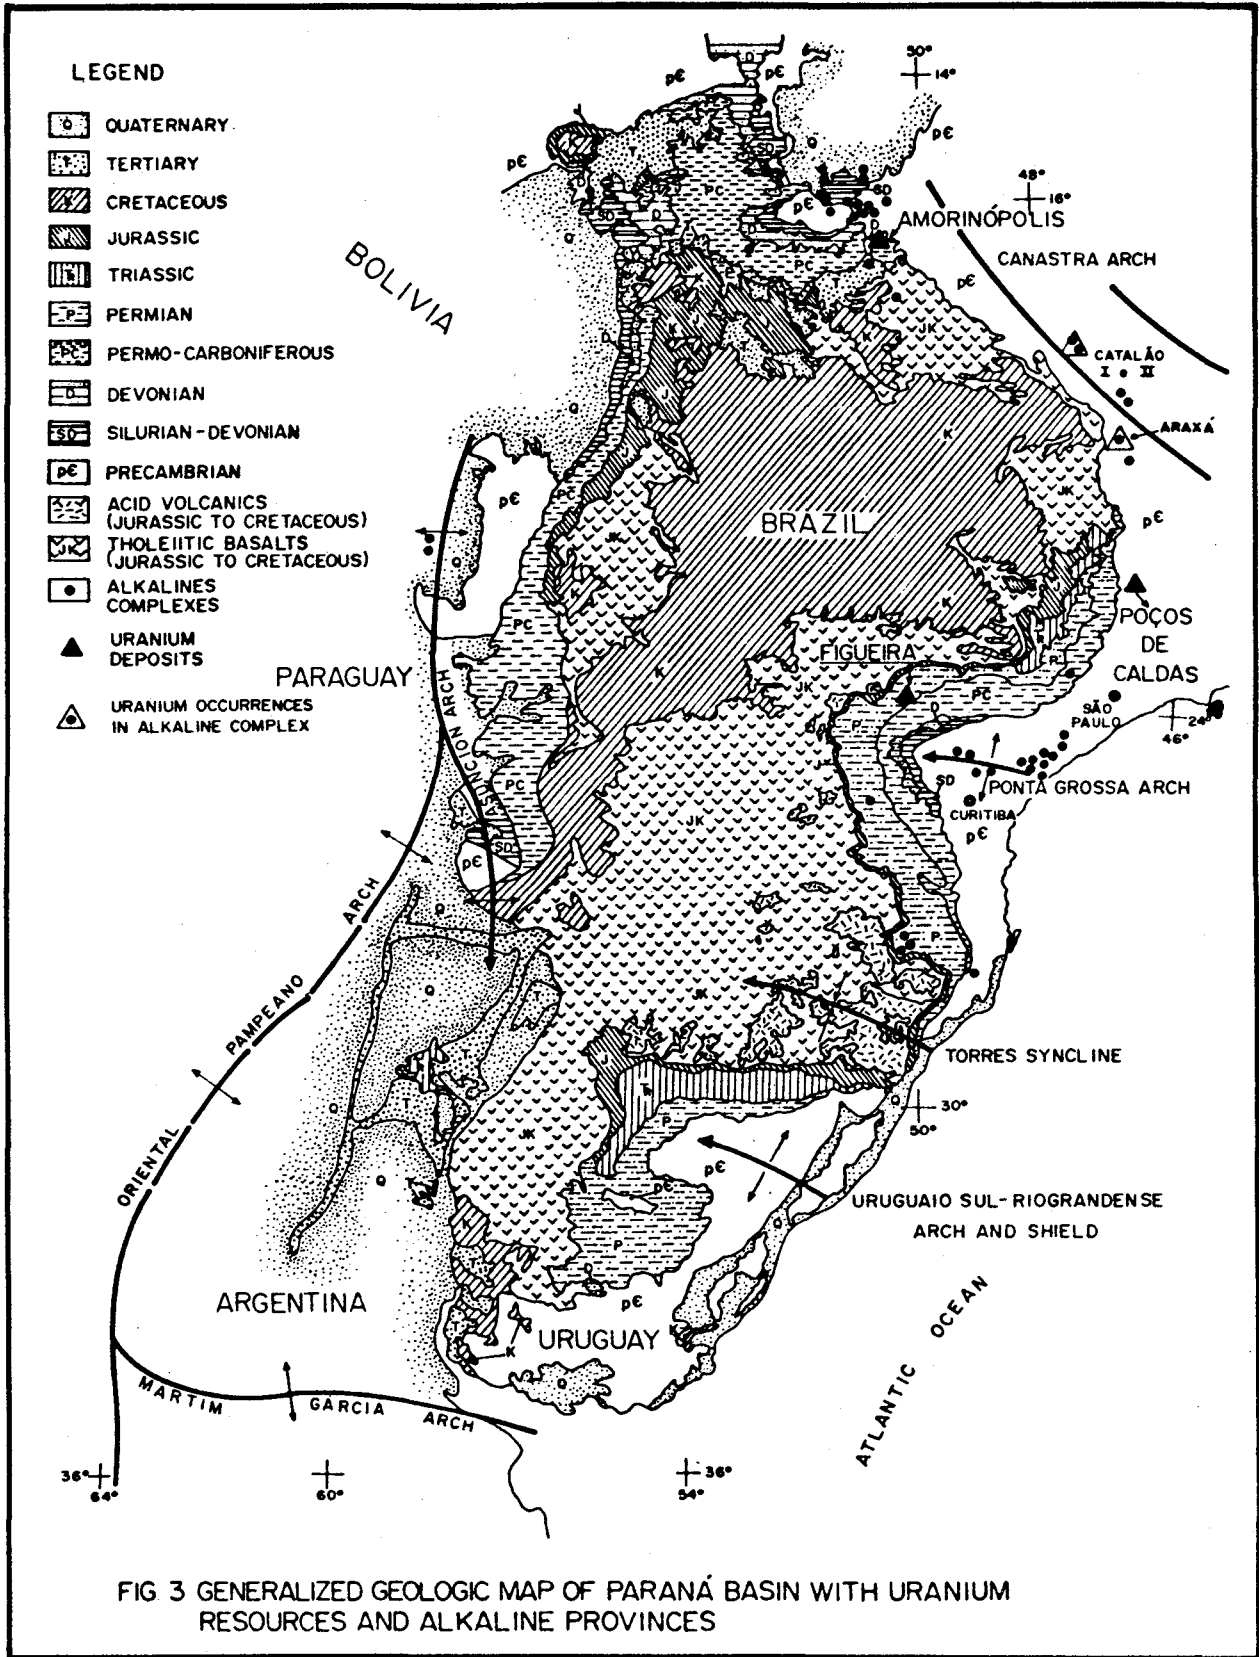 LEGEND
Q QUATERNARY
T TERTIARY
K CRETACEOUS
J JURASSIC
TRIASSIC
P PERMIAN
PC PERMO-CARBONIFEROUS
D DEVONIAN
SD SILURIAN-DEVONIAN
p€ PRECAMBRIAN
ACID VOLCANICS
(JURASSIC TO CRETACEOUS)
JK THOLEIITIC BASALTS
(JURASSIC TO CRETACEOUS)
ALKALINES
COMPLEXES
URANIUM
DEPOSITS
URANIUM OCCURRENCES
IN ALKALINE COMPLEX
50°
14°
48°
16°
BOLIVIA
AMORINÓPOLIS
CANASTRA ARCH
CATALÃO
I II
ARAXÁ
BRAZIL
POÇOS
DE
CALDAS
FIGUEIRA
PARAGUAY
ASUNCION ARCH
SÃO
PAULO
46°
24°
PONTA GROSSA ARCH
CURITIBA
ORIENTAL PAMPEANO ARCH
TORRES SYNCLINE
30°
50°
URUGUAIO SUL-RIOGRANDENSE
ARCH AND SHIELD
ARGENTINA
URUGUAY
ATLANTIC OCEAN
MARTIM GARCIA ARCH
36°
64°
60°
36°
54°
FIG 3 GENERALIZED GEOLOGIC MAP OF PARANÁ BASIN WITH URANIUM
RESOURCES AND ALKALINE PROVINCES